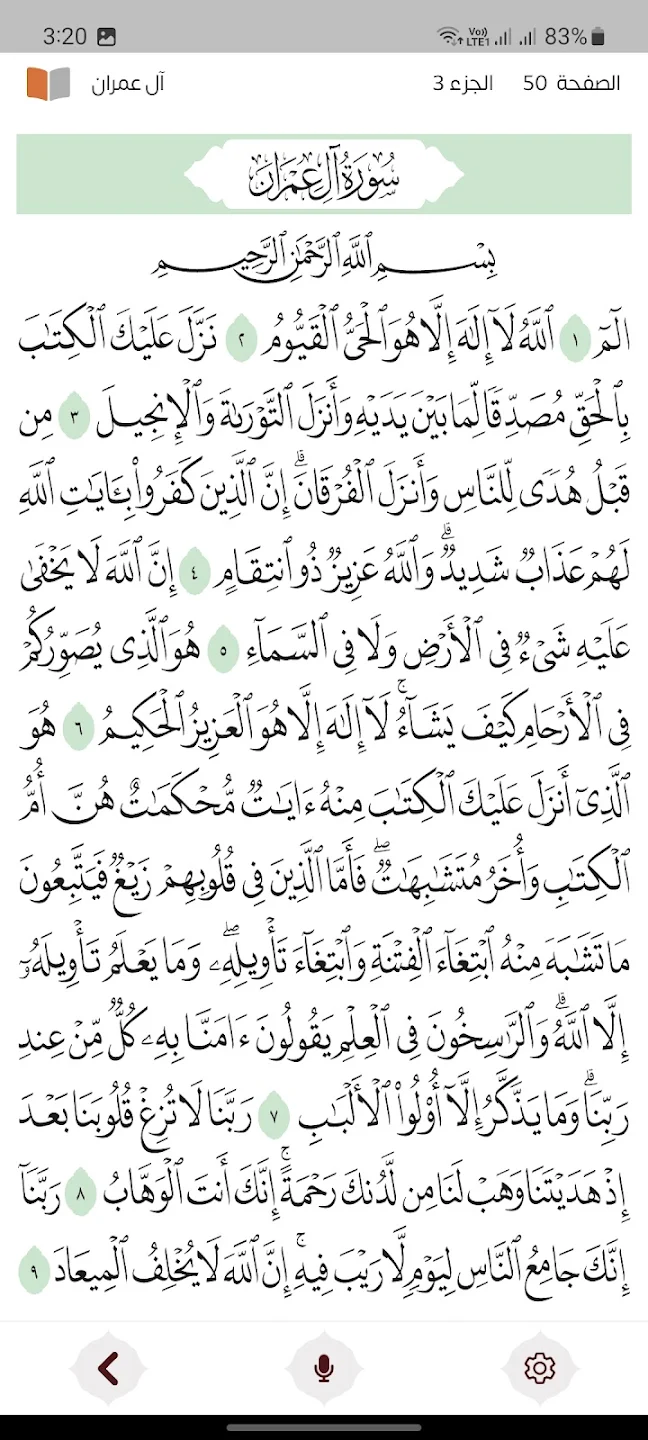 3:20 Vo)) LTE1 83%
الصفحة 50 الجزء 3 آل عمران
سُورَةُ آلِ عِمْرَانَ
بِسْمِ ٱللَّهِ ٱلرَّحْمَٰنِ ٱلرَّحِيمِ
الٓمٓ ١ ٱللَّهُ لَآ إِلَٰهَ إِلَّا هُوَ ٱلْحَىُّ ٱلْقَيُّومُ ٢ نَزَّلَ عَلَيْكَ ٱلْكِتَٰبَ
بِٱلْحَقِّ مُصَدِّقًا لِّمَا بَيْنَ يَدَيْهِ وَأَنزَلَ ٱلتَّوْرَىٰةَ وَٱلْإِنجِيلَ ٣ مِن
قَبْلُ هُدًى لِّلنَّاسِ وَأَنزَلَ ٱلْفُرْقَانَ ۗ إِنَّ ٱلَّذِينَ كَفَرُوا۟ بِـَٔايَٰتِ ٱللَّهِ
لَهُمْ عَذَابٌ شَدِيدٌ ۗ وَٱللَّهُ عَزِيزٌ ذُو ٱنتِقَامٍ ٤ إِنَّ ٱللَّهَ لَا يَخْفَىٰ
عَلَيْهِ شَىْءٌ فِى ٱلْأَرْضِ وَلَا فِى ٱلسَّمَآءِ ٥ هُوَ ٱلَّذِى يُصَوِّرُكُمْ
فِى ٱلْأَرْحَامِ كَيْفَ يَشَآءُ ۚ لَآ إِلَٰهَ إِلَّا هُوَ ٱلْعَزِيزُ ٱلْحَكِيمُ ٦ هُوَ
ٱلَّذِىٓ أَنزَلَ عَلَيْكَ ٱلْكِتَٰبَ مِنْهُ ءَايَٰتٌ مُّحْكَمَٰتٌ هُنَّ أُمُّ
ٱلْكِتَٰبِ وَأُخَرُ مُتَشَٰبِهَٰتٌ ۖ فَأَمَّا ٱلَّذِينَ فِى قُلُوبِهِمْ زَيْغٌ فَيَتَّبِعُونَ
مَا تَشَٰبَهَ مِنْهُ ٱبْتِغَآءَ ٱلْفِتْنَةِ وَٱبْتِغَآءَ تَأْوِيلِهِۦ ۖ وَمَا يَعْلَمُ تَأْوِيلَهُۥٓ
إِلَّا ٱللَّهُ ۗ وَٱلرَّٰسِخُونَ فِى ٱلْعِلْمِ يَقُولُونَ ءَامَنَّا بِهِۦ كُلٌّ مِّنْ عِندِ
رَبِّنَا ۗ وَمَا يَذَّكَّرُ إِلَّآ أُو۟لُوا۟ ٱلْأَلْبَٰبِ ٧ رَبَّنَا لَا تُزِغْ قُلُوبَنَا بَعْدَ
إِذْ هَدَيْتَنَا وَهَبْ لَنَا مِن لَّدُنكَ رَحْمَةً ۚ إِنَّكَ أَنتَ ٱلْوَهَّابُ ٨ رَبَّنَآ
إِنَّكَ جَامِعُ ٱلنَّاسِ لِيَوْمٍ لَّا رَيْبَ فِيهِ ۚ إِنَّ ٱللَّهَ لَا يُخْلِفُ ٱلْمِيعَادَ ٩